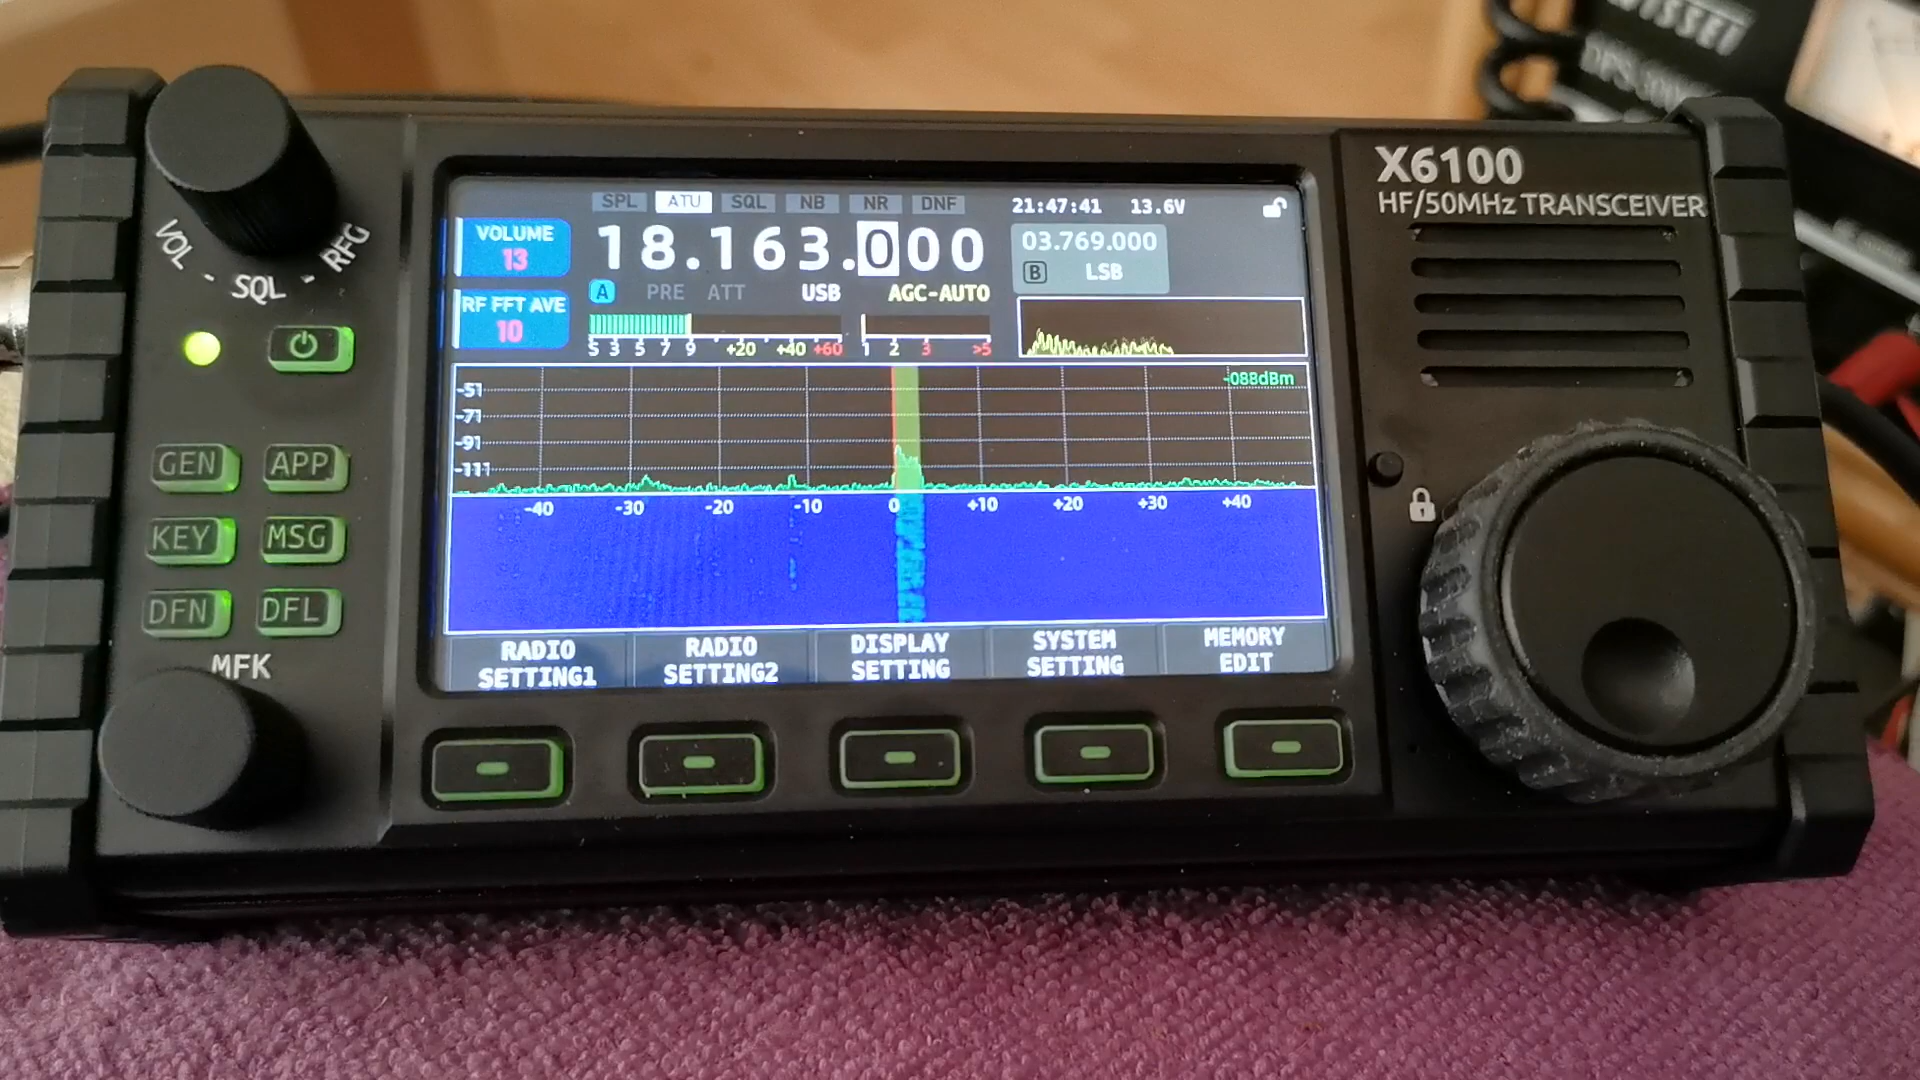 X6100
HF/50MHz TRANSCEIVER
VOL - SQL - RFG
GEN APP
KEY MSG
DFN DFL
MFK
SPL ATU SQL NB NR DNF 21:47:41 13.6V
VOLUME
13
18.163.000
03.769.000
B LSB
RF FFT AVE
10
A PRE ATT USB AGC-AUTO
S 3 5 7 9 +20 +40 +60 1 2 3 >5
-088dBm
-51
-71
-91
-111
-40 -30 -20 -10 0 +10 +20 +30 +40
RADIO
SETTING1
RADIO
SETTING2
DISPLAY
SETTING
SYSTEM
SETTING
MEMORY
EDIT